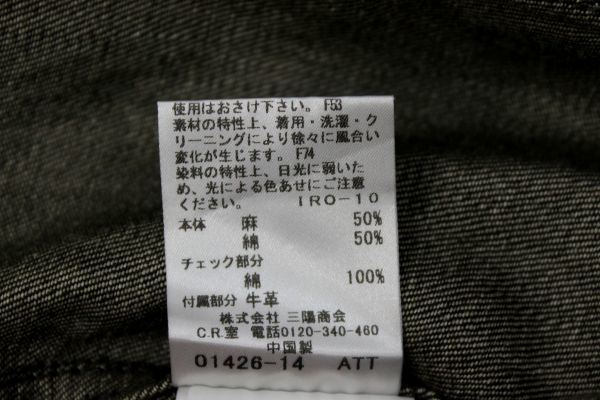 使用はおさけ下さい。 F53
素材の特性上、着用・洗濯・ク
リーニングにより徐々に風合い
変化が生じます。 F74
染料の特性上、日光に弱いた
め、光による色あせにご注意
ください。 IRO-10
本体 麻 50%
綿 50%
チェック部分
綿 100%
付属部分 牛革
株式会社 三陽商会
C.R.室 電話0120-340-460
中国製
01426-14 ATT